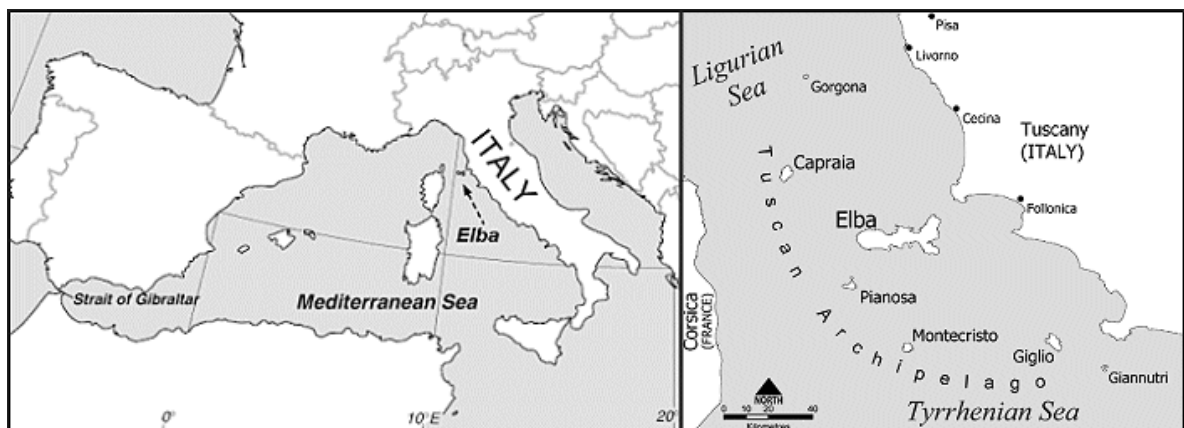 ITALY
Elba
Strait of Gibraltar
Mediterranean Sea
0°
10°E
20°
Pisa
Livorno
Ligurian
Sea
Gorgona
Cecina
Tuscany
(ITALY)
Capraia
Follonica
Elba
Tuscan Archipelago
Pianosa
Corsica
(FRANCE)
Montecristo
Giglio
Giannutri
NORTH
0 10 20 40
Kilometres
Tyrrhenian Sea